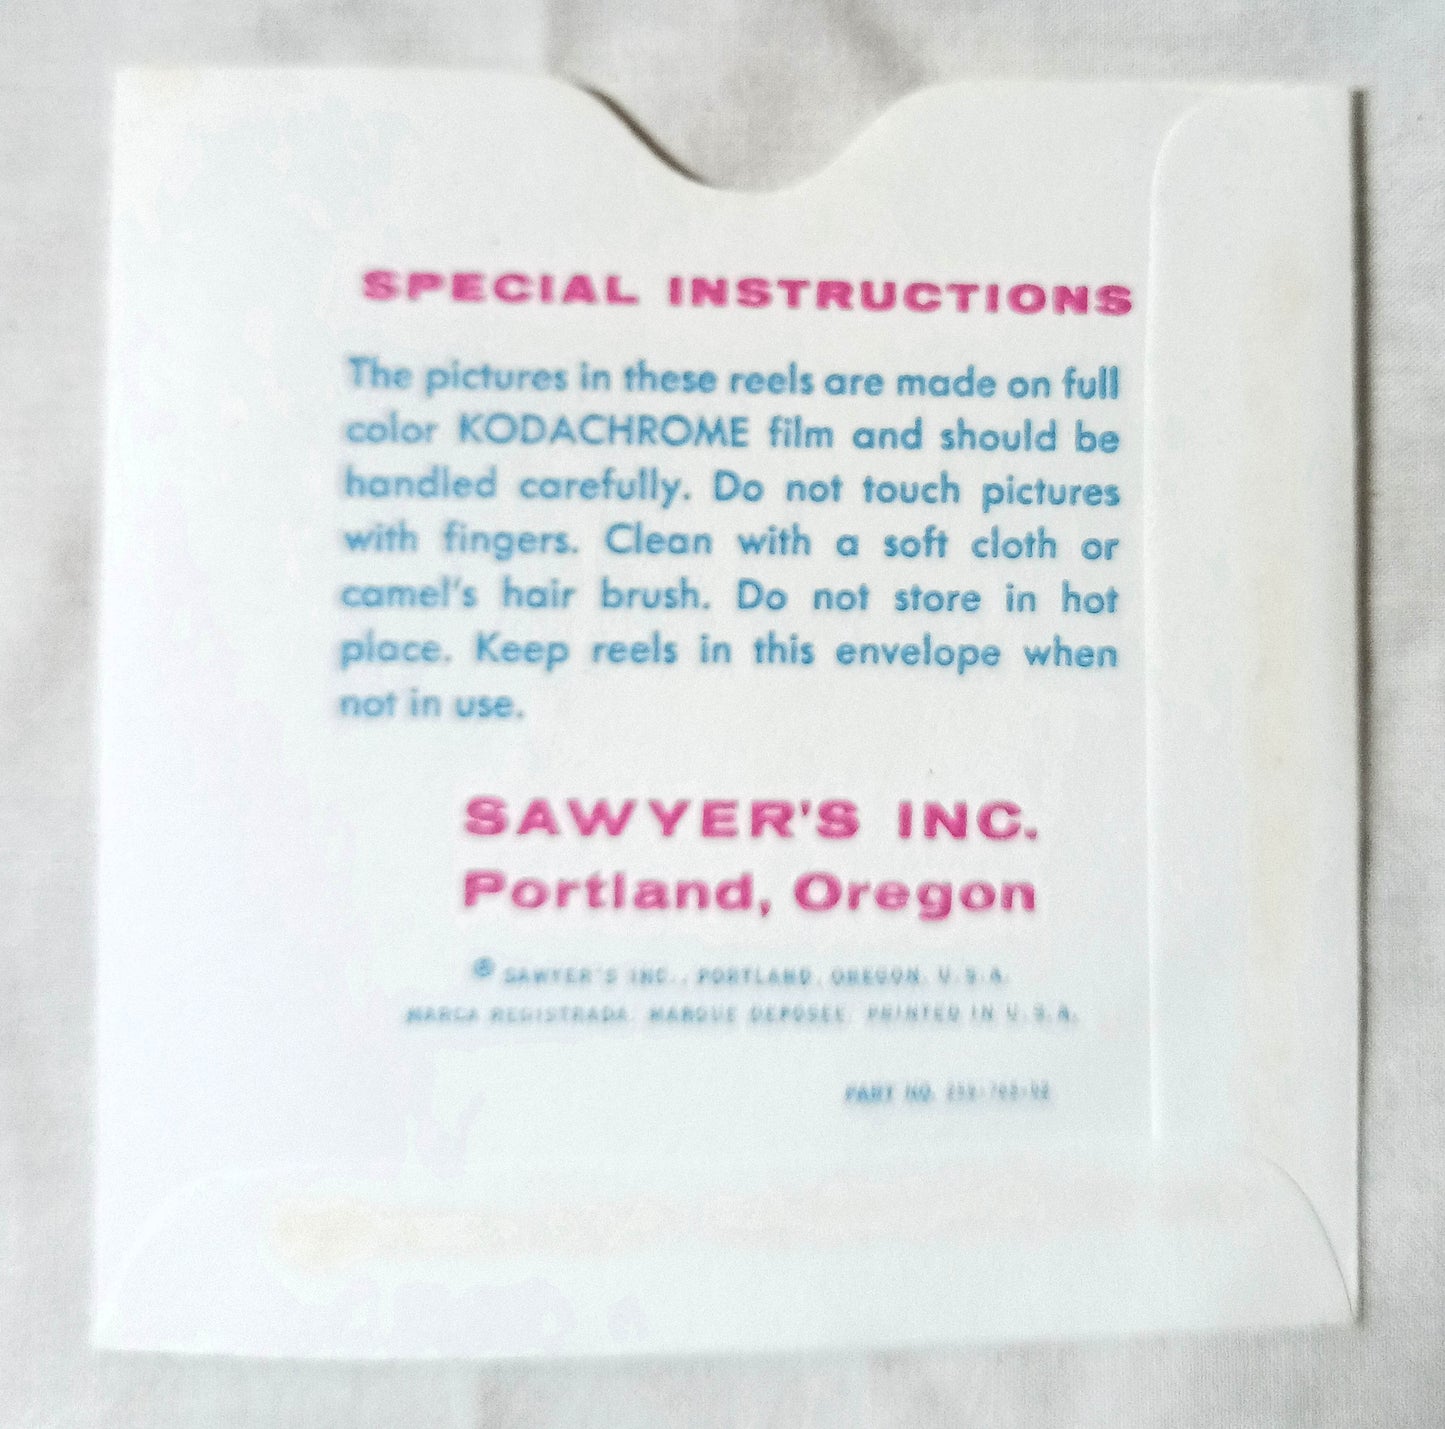 SPECIAL INSTRUCTIONS
The pictures in these reels are made on full
color KODACHROME film and should be
handled carefully. Do not touch pictures
with fingers. Clean with a soft cloth or
camel's hair brush. Do not store in hot
place. Keep reels in this envelope when
not in use.
SAWYER'S INC.
Portland, Oregon
® SAWYER'S INC., PORTLAND, OREGON, U.S.A.
MARCA REGISTRADA. MARQUE DEPOSEE. PRINTED IN U.S.A.
PART NO.